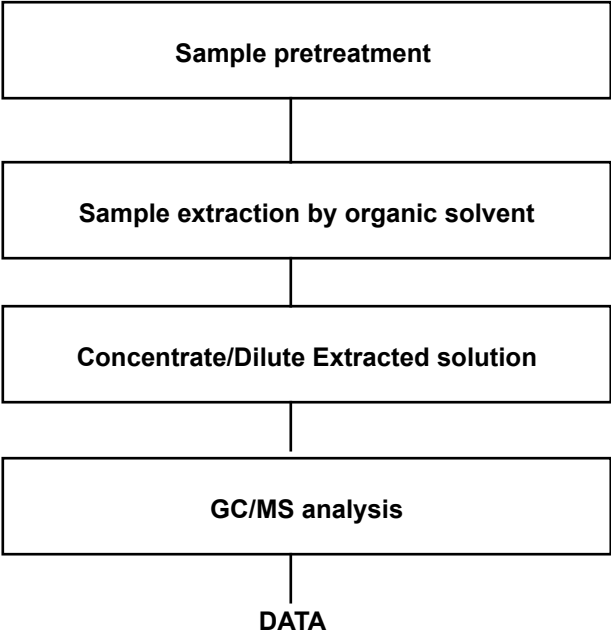 Sample pretreatment
Sample extraction by organic solvent
Concentrate/Dilute Extracted solution
GC/MS analysis
DATA